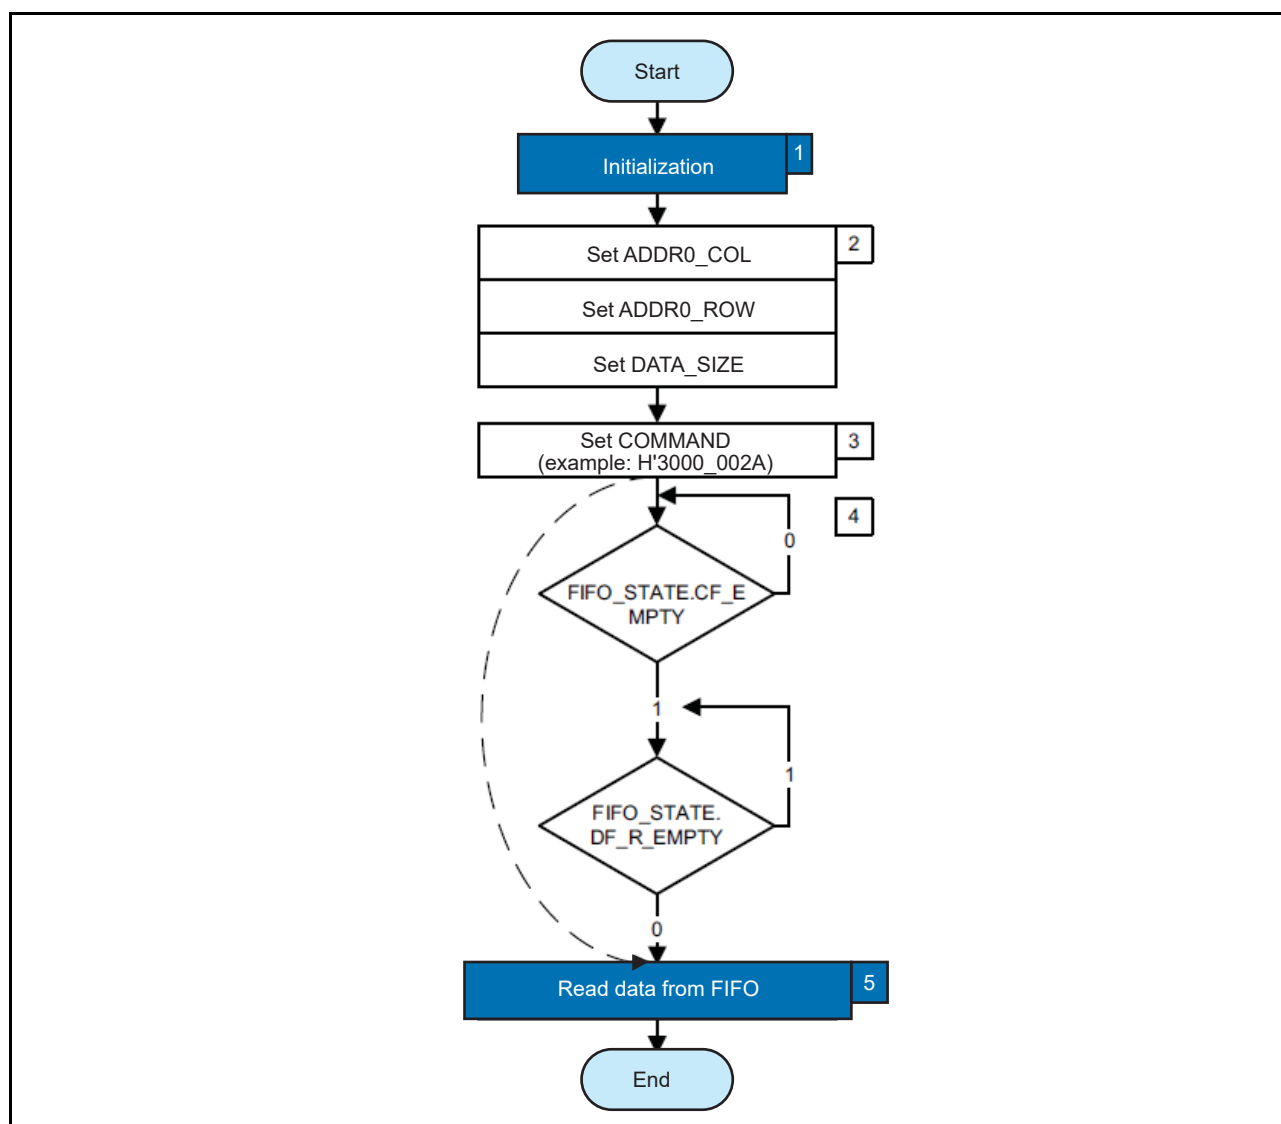 Start
Initialization
1
Set ADDR0_COL
2
Set ADDR0_ROW
Set DATA_SIZE
Set COMMAND
(example: H'3000_002A)
3
4
0
FIFO_STATE.CF_E
MPTY
1
1
FIFO_STATE.
DF_R_EMPTY
0
Read data from FIFO
5
End